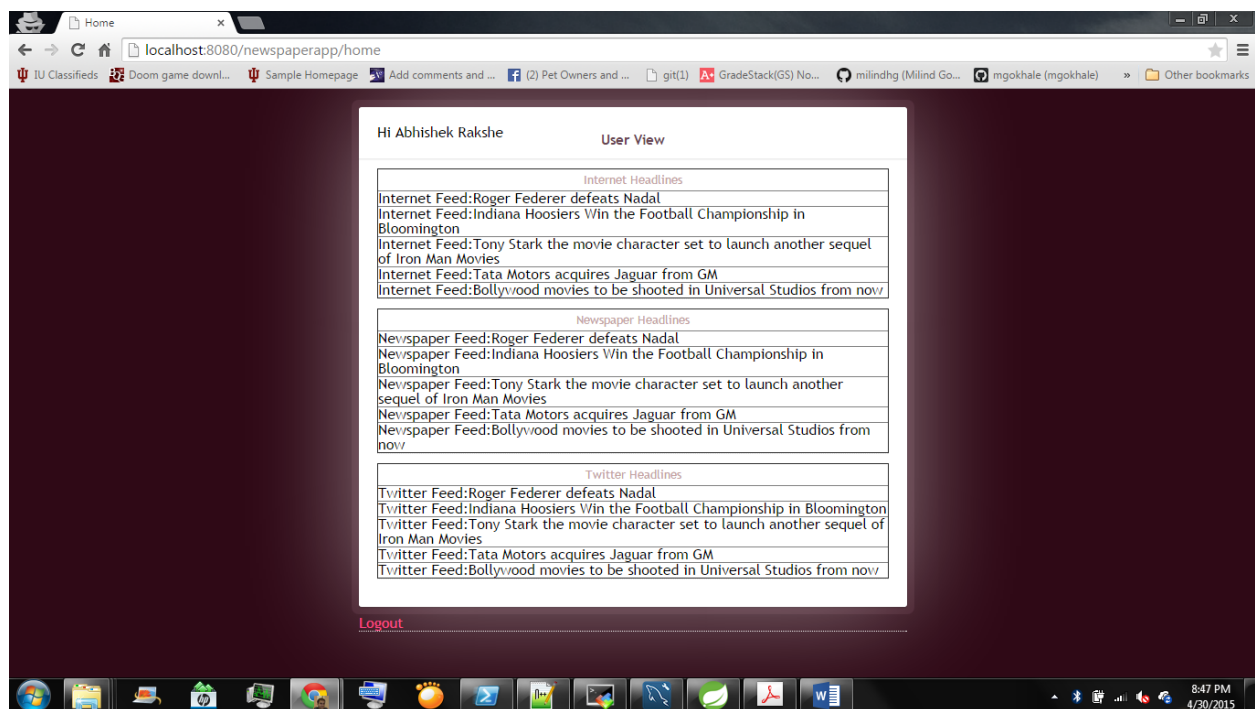 Home
localhost:8080/newspaperapp/home
IU Classifieds Doom game downl... Sample Homepage Add comments and ... (2) Pet Owners and ... git(1) GradeStack(GS) No... milindhg (Milind Go... mgokhale (mgokhale) » Other bookmarks
Hi Abhishek Rakshe
User View
Internet Headlines
Internet Feed:Roger Federer defeats Nadal
Internet Feed:Indiana Hoosiers Win the Football Championship in
Bloomington
Internet Feed:Tony Stark the movie character set to launch another sequel
of Iron Man Movies
Internet Feed:Tata Motors acquires Jaguar from GM
Internet Feed:Bollywood movies to be shooted in Universal Studios from now
Newspaper Headlines
Newspaper Feed:Roger Federer defeats Nadal
Newspaper Feed:Indiana Hoosiers Win the Football Championship in
Bloomington
Newspaper Feed:Tony Stark the movie character set to launch another
sequel of Iron Man Movies
Newspaper Feed:Tata Motors acquires Jaguar from GM
Newspaper Feed:Bollywood movies to be shooted in Universal Studios from
now
Twitter Headlines
Twitter Feed:Roger Federer defeats Nadal
Twitter Feed:Indiana Hoosiers Win the Football Championship in Bloomington
Twitter Feed:Tony Stark the movie character set to launch another sequel of
Iron Man Movies
Twitter Feed:Tata Motors acquires Jaguar from GM
Twitter Feed:Bollywood movies to be shooted in Universal Studios from now
Logout
8:47 PM
4/30/2015